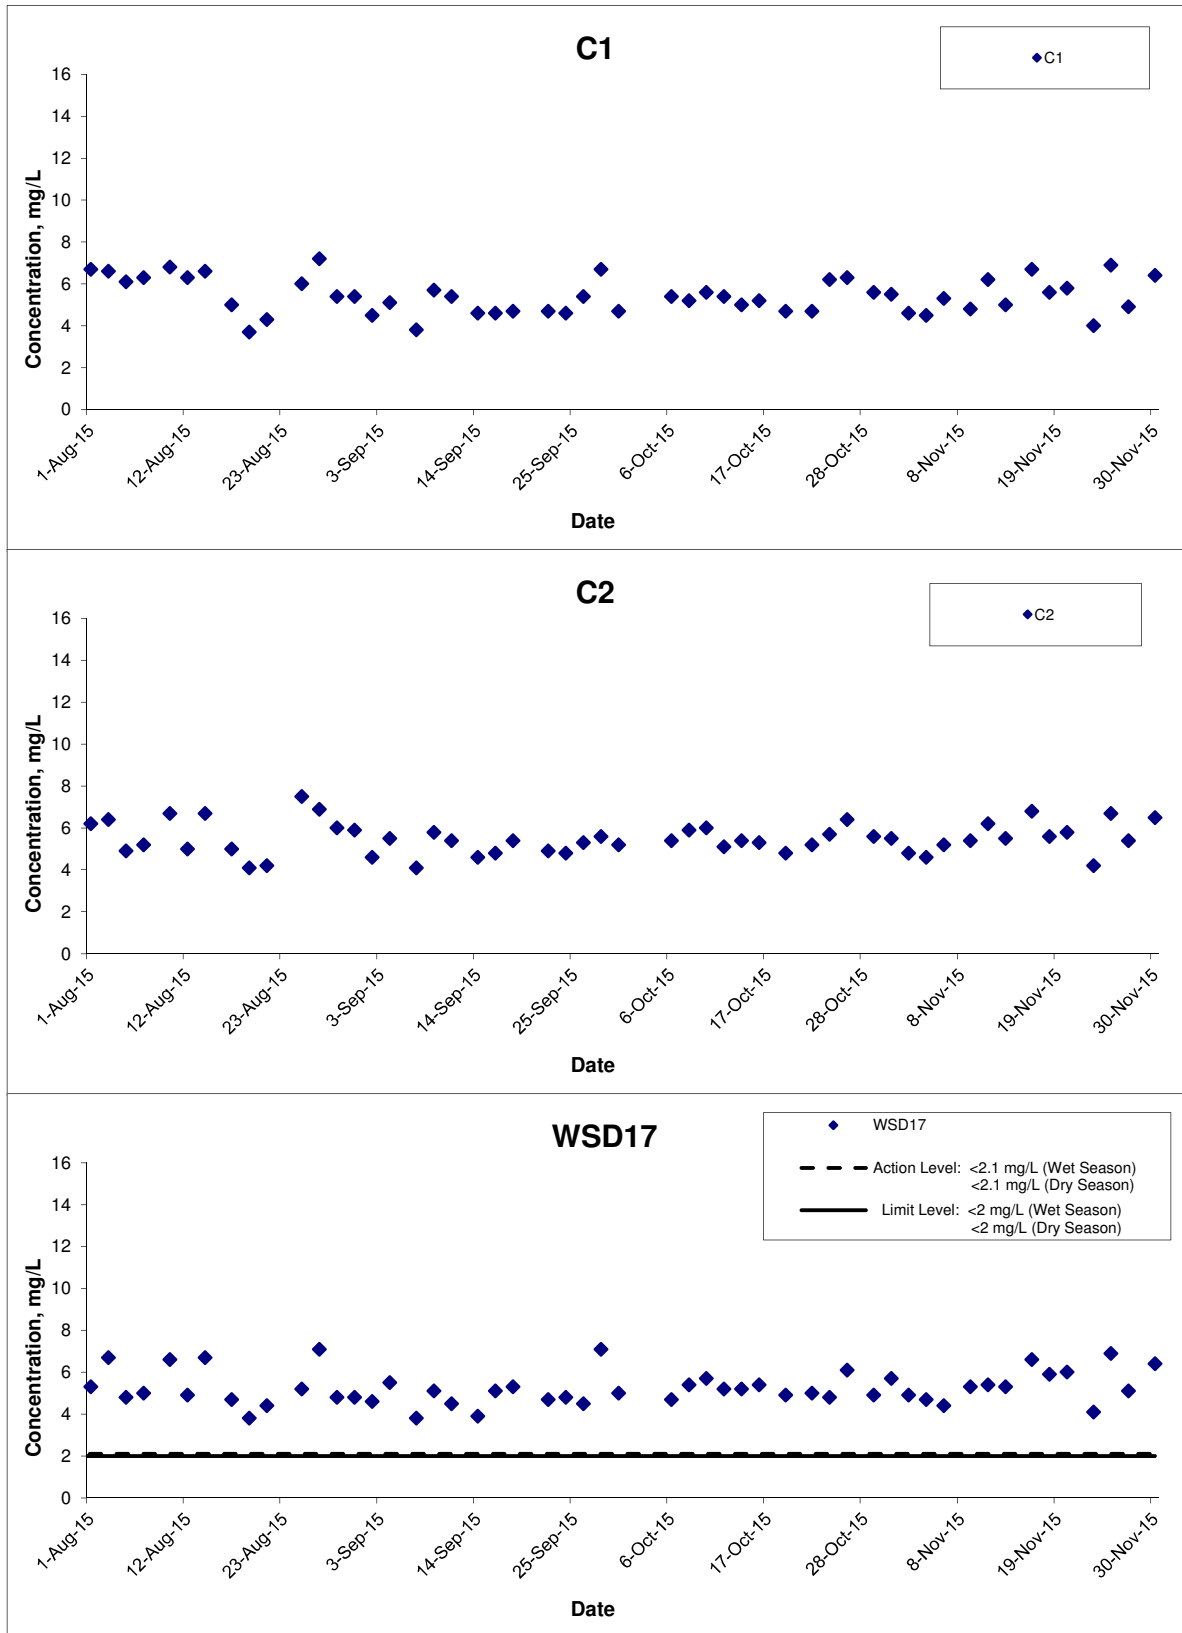 C1
C1
16
14
12
10
8
6
4
2
0
Concentration, mg/L
1-Aug-15
12-Aug-15
23-Aug-15
3-Sep-15
14-Sep-15
25-Sep-15
6-Oct-15
17-Oct-15
28-Oct-15
8-Nov-15
19-Nov-15
30-Nov-15
Date
C2
C2
16
14
12
10
8
6
4
2
0
Concentration, mg/L
1-Aug-15
12-Aug-15
23-Aug-15
3-Sep-15
14-Sep-15
25-Sep-15
6-Oct-15
17-Oct-15
28-Oct-15
8-Nov-15
19-Nov-15
30-Nov-15
Date
WSD17
WSD17
Action Level: <2.1 mg/L (Wet Season)
<2.1 mg/L (Dry Season)
Limit Level: <2 mg/L (Wet Season)
<2 mg/L (Dry Season)
16
14
12
10
8
6
4
2
0
Concentration, mg/L
1-Aug-15
12-Aug-15
23-Aug-15
3-Sep-15
14-Sep-15
25-Sep-15
6-Oct-15
17-Oct-15
28-Oct-15
8-Nov-15
19-Nov-15
30-Nov-15
Date